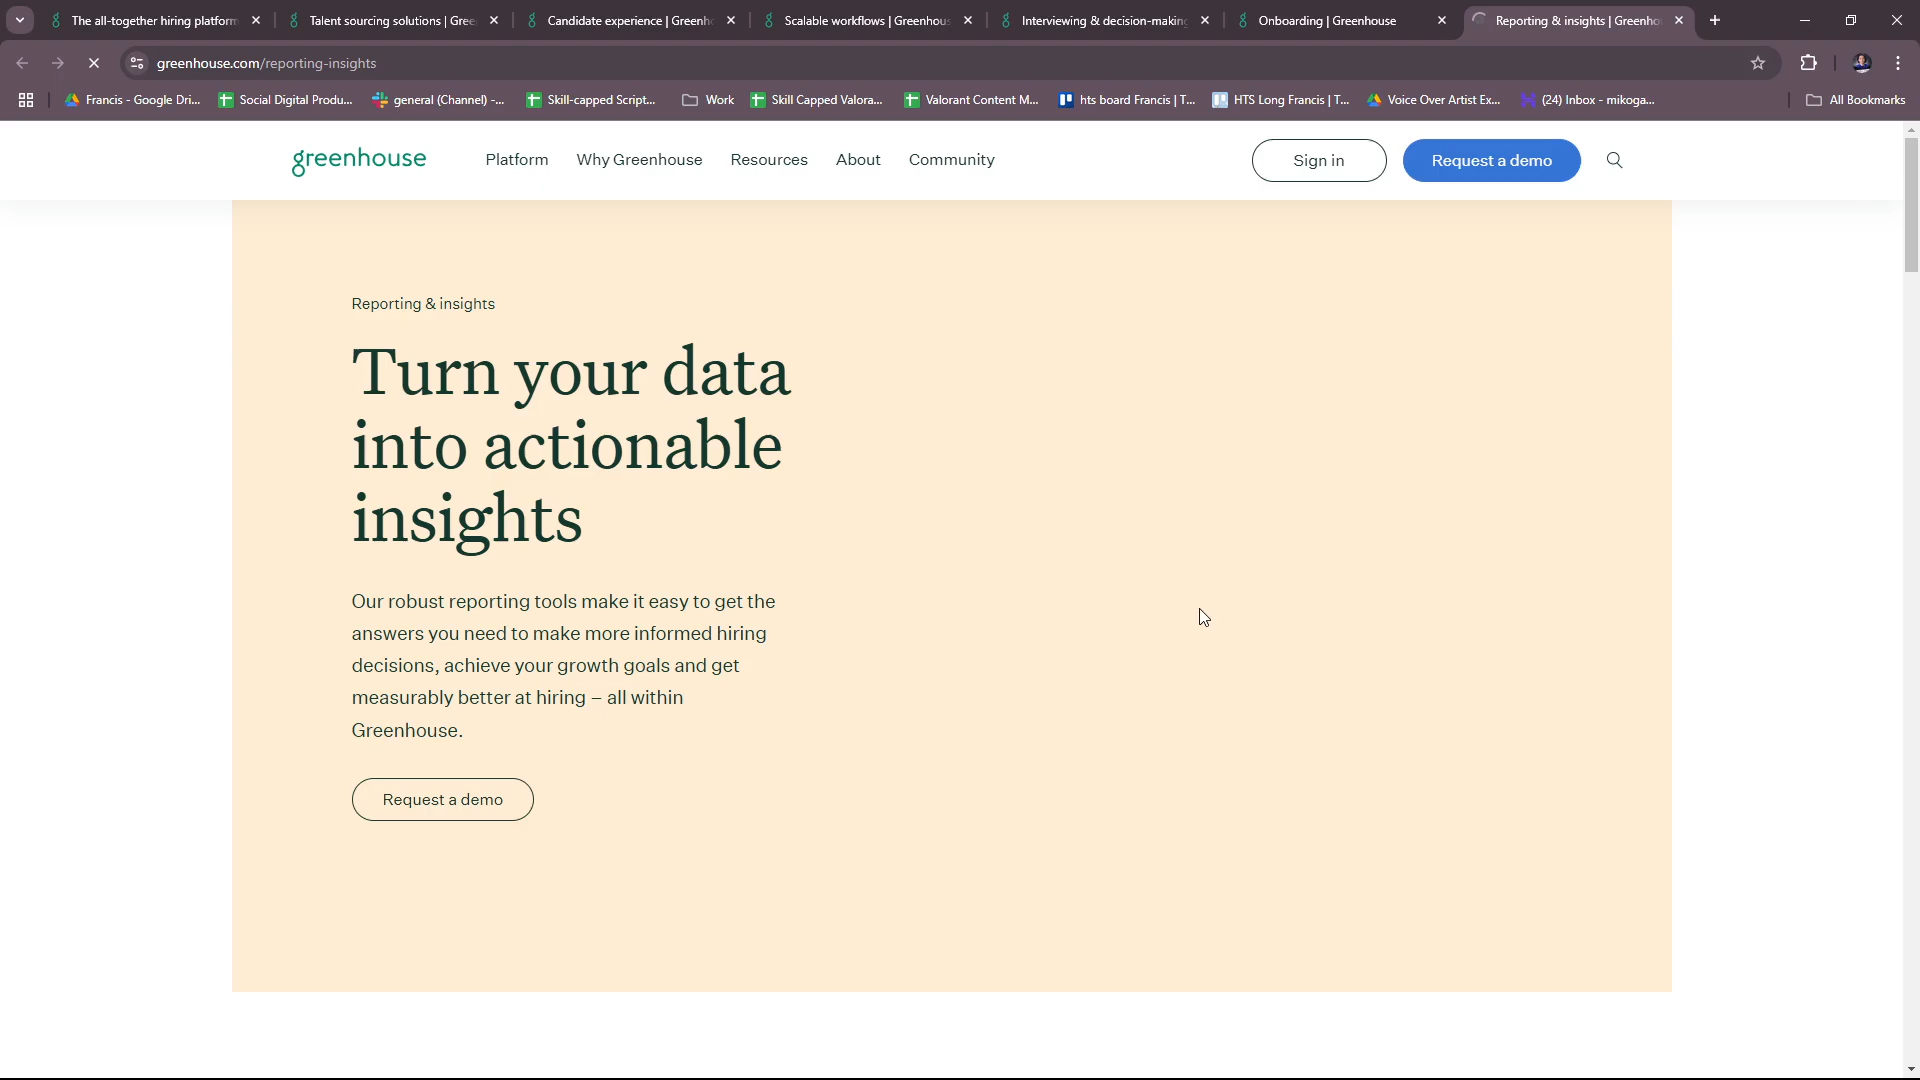 The all-together hiring platform
Talent sourcing solutions | Gree
Candidate experience | Greenh
Scalable workflows | Greenhous
Interviewing & decision-making
Onboarding | Greenhouse
Reporting & insights | Greenho
greenhouse.com/reporting-insights
Francis - Google Dri...
Social Digital Produ...
general (Channel) -...
Skill-capped Script...
Work
Skill Capped Valora...
Valorant Content M...
hts board Francis | T...
HTS Long Francis | T...
Voice Over Artist Ex...
(24) Inbox - mikoga...
All Bookmarks
greenhouse
Platform
Why Greenhouse
Resources
About
Community
Sign in
Request a demo
Reporting & insights
Turn your data
into actionable
insights
Our robust reporting tools make it easy to get the
answers you need to make more informed hiring
decisions, achieve your growth goals and get
measurably better at hiring – all within
Greenhouse.
Request a demo